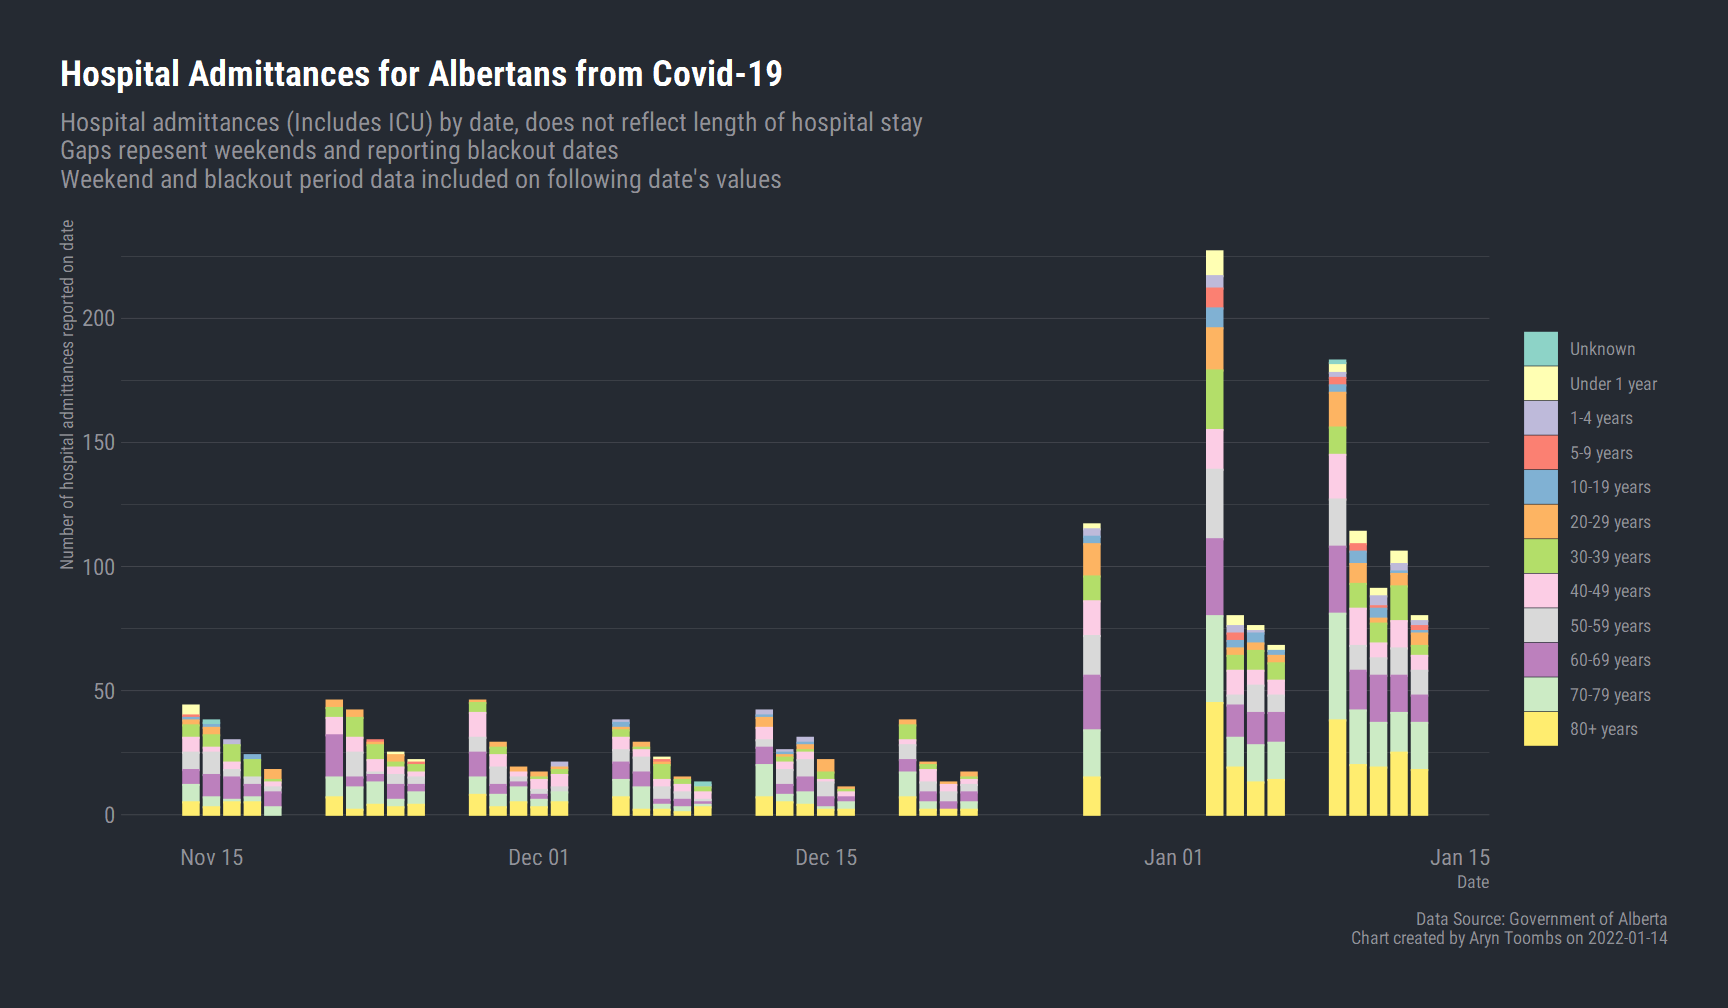 Hospital Admittances for Albertans from Covid-19
Hospital admittances (Includes ICU) by date, does not reflect length of hospital stay
Gaps repesent weekends and reporting blackout dates
Weekend and blackout period data included on following date's values
Number of hospital admittances reported on date
200
150
100
50
0
Nov 15
Dec 01
Dec 15
Jan 01
Jan 15
Date
Unknown
Under 1 year
1-4 years
5-9 years
10-19 years
20-29 years
30-39 years
40-49 years
50-59 years
60-69 years
70-79 years
80+ years
Data Source: Government of Alberta
Chart created by Aryn Toombs on 2022-01-14